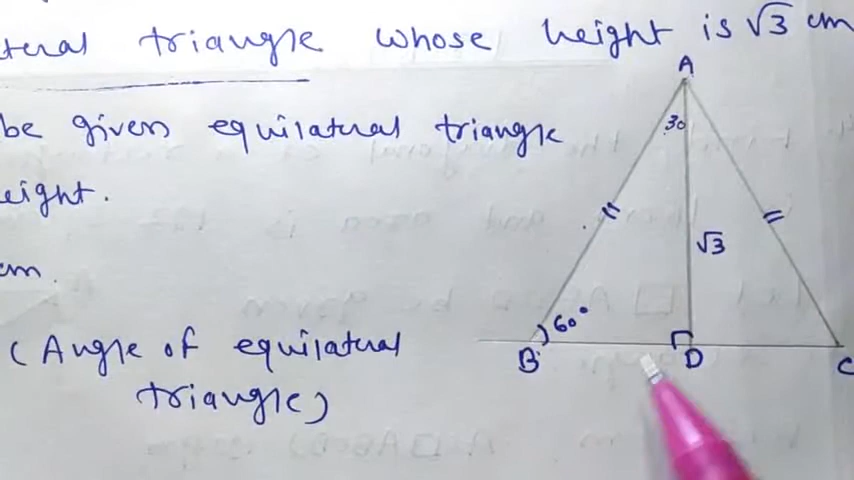 teral triangle whose height is √3 cm
be given equilateral triangle
eight.
cm.
(Angle of equilateral
triangle)
A
30
√3
60°
B
D
C